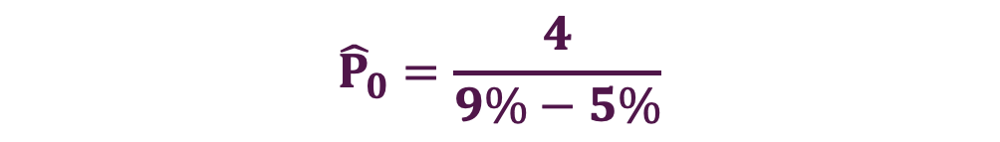 P̂₀ = 4 / (9% − 5%)